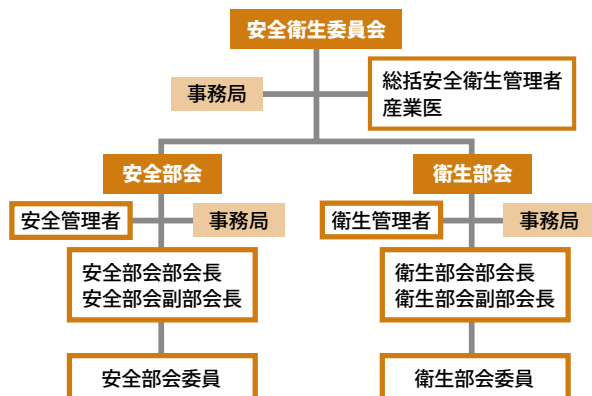 安全衛生委員会
事務局
総括安全衛生管理者
産業医
安全部会
衛生部会
安全管理者
事務局
衛生管理者
事務局
安全部会部会長
安全部会副部会長
衛生部会部会長
衛生部会副部会長
安全部会委員
衛生部会委員